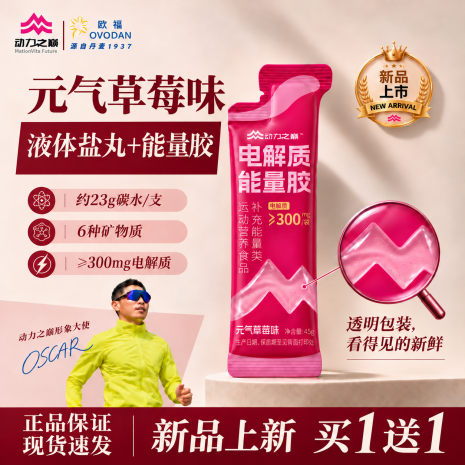 动力之巅
MationVita Future
欧福
OVODAN
源自丹麦1937
新品
上市
NEW ARRIVAL
元气草莓味
液体盐丸+能量胶
约23g碳水/支
6种矿物质
≥300mg电解质
动力之巅
电解质
能量胶
电解质
≥300mg/袋
补充能量类
运动营养食品
元气草莓味
净含量:45g
透明包装,
看得见的新鲜
动力之巅形象大使
OSCAR
正品保证
现货速发
新品上新 买1送1